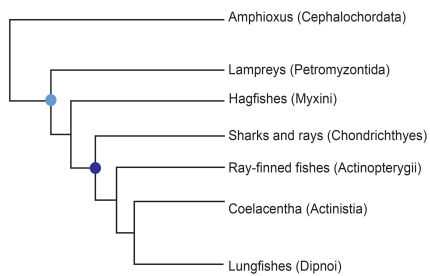 Amphioxus (Cephalochordata)
Lampreys (Petromyzontida)
Hagfishes (Myxini)
Sharks and rays (Chondrichthyes)
Ray-finned fishes (Actinopterygii)
Coelacentha (Actinistia)
Lungfishes (Dipnoi)